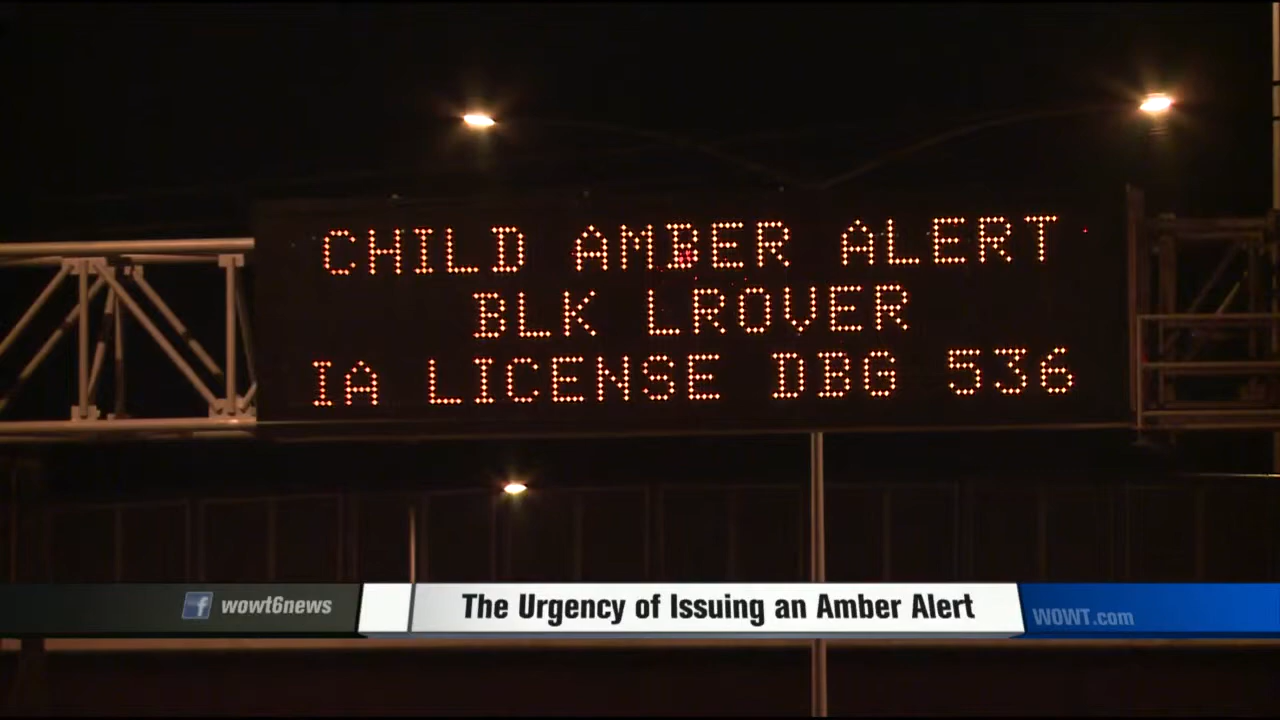 CHILD AMBER ALERT
BLK LROVER
IA LICENSE DBG 536
f wowt6news
The Urgency of Issuing an Amber Alert
WOWT.com